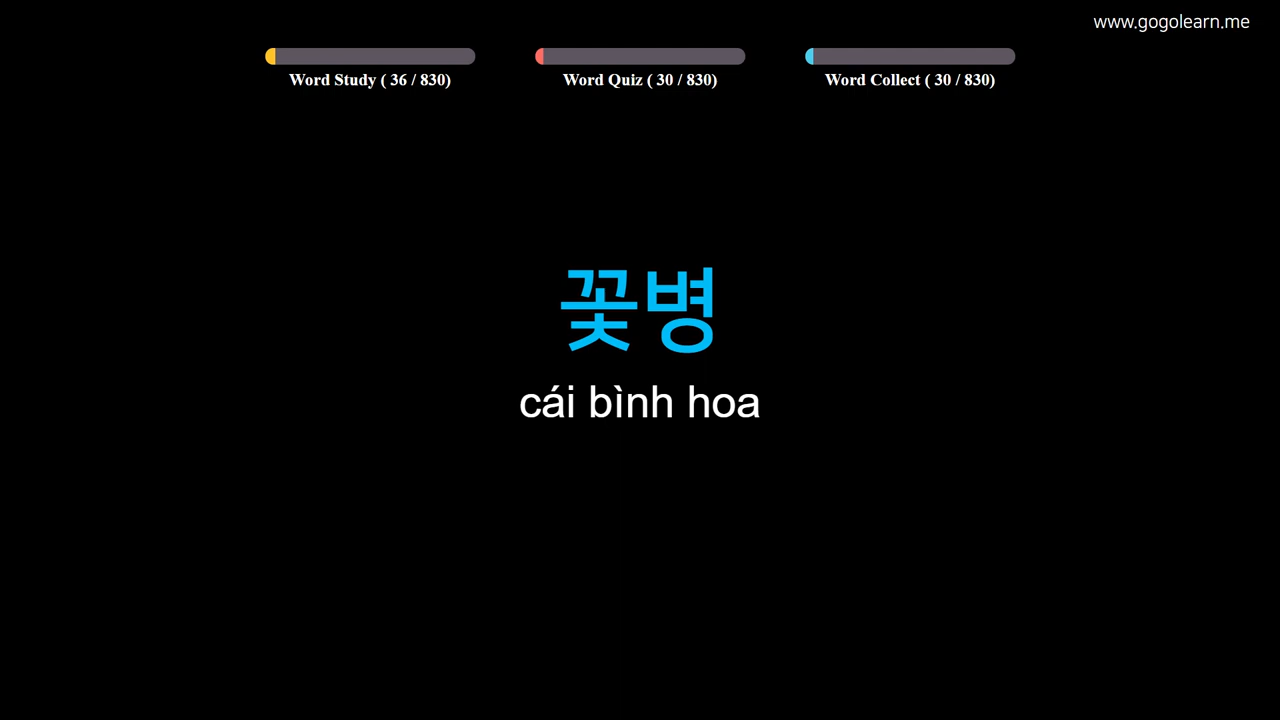 www.gogolearn.me
Word Study ( 36 / 830)
Word Quiz ( 30 / 830)
Word Collect ( 30 / 830)
꽃병
cái bình hoa